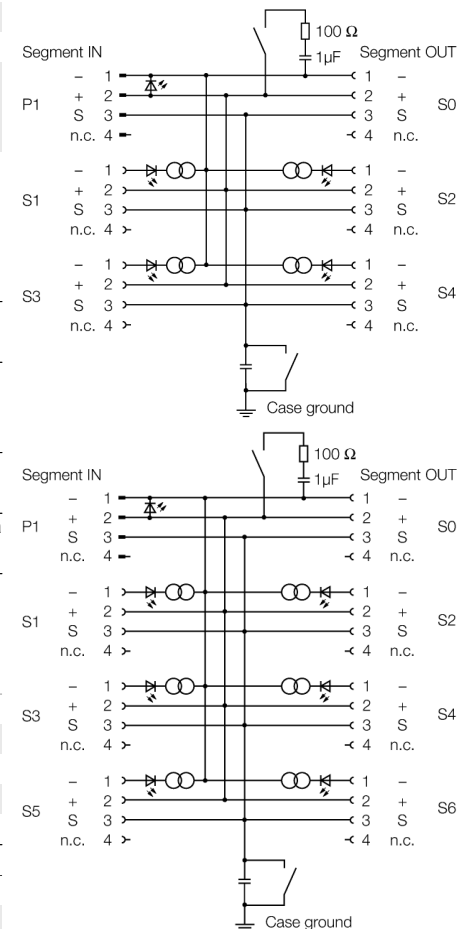 100 Ω
Segment IN 1µF Segment OUT
− 1 1 −
P1 + 2 2 + S0
S 3 3 S
n.c. 4 4 n.c.
− 1 1 −
S1 + 2 2 + S2
S 3 3 S
n.c. 4 4 n.c.
− 1 1 −
S3 + 2 2 + S4
S 3 3 S
n.c. 4 4 n.c.
Case ground
100 Ω
Segment IN 1µF Segment OUT
− 1 1 −
P1 + 2 2 + S0
S 3 3 S
n.c. 4 4 n.c.
− 1 1 −
S1 + 2 2 + S2
S 3 3 S
n.c. 4 4 n.c.
− 1 1 −
S3 + 2 2 + S4
S 3 3 S
n.c. 4 4 n.c.
− 1 1 −
S5 + 2 2 + S6
S 3 3 S
n.c. 4 4 n.c.
Case ground